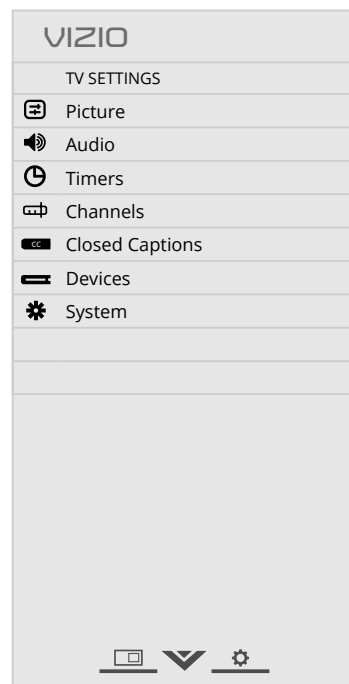 VIZIO
TV SETTINGS
Picture
Audio
Timers
Channels
CC Closed Captions
Devices
System